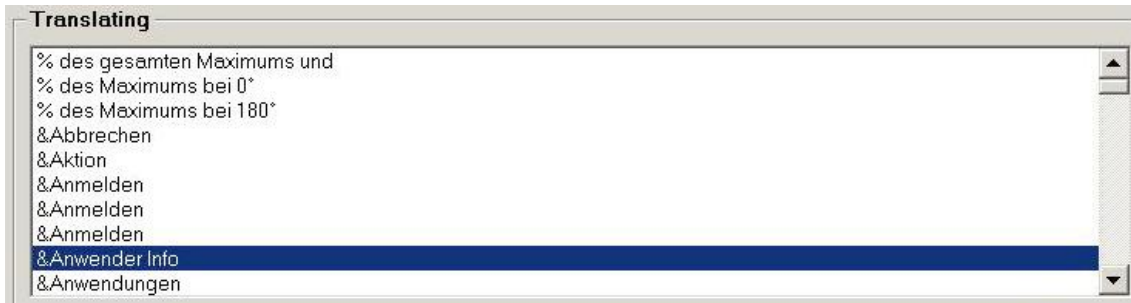 Translating
% des gesamten Maximums und
% des Maximums bei 0°
% des Maximums bei 180°
&Abbrechen
&Aktion
&Anmelden
&Anmelden
&Anmelden
&Anwender Info
&Anwendungen